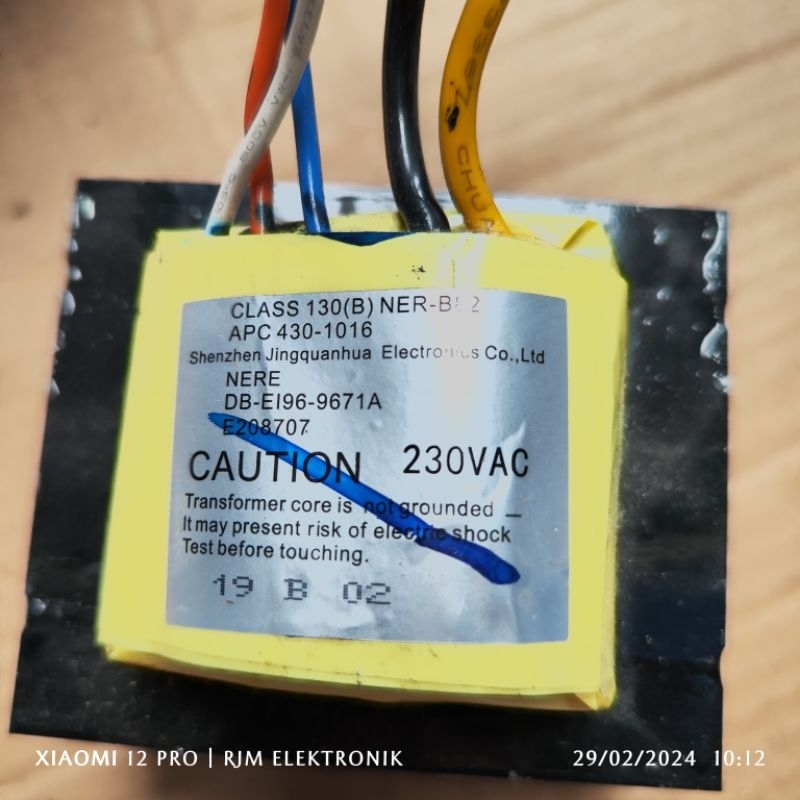 CHUA
CLASS 130(B) NER-B
APC 430-1016
Shenzhen Jingquanhua Electronics Co.,Ltd
NERE
DB-EI96-9671A
E208707
CAUTION 230VAC
Transformer core is not grounded
It may present risk of electric shock
Test before touching.
19 B 02
XIAOMI 12 PRO | RJM ELEKTRONIK
29/02/2024 10:12